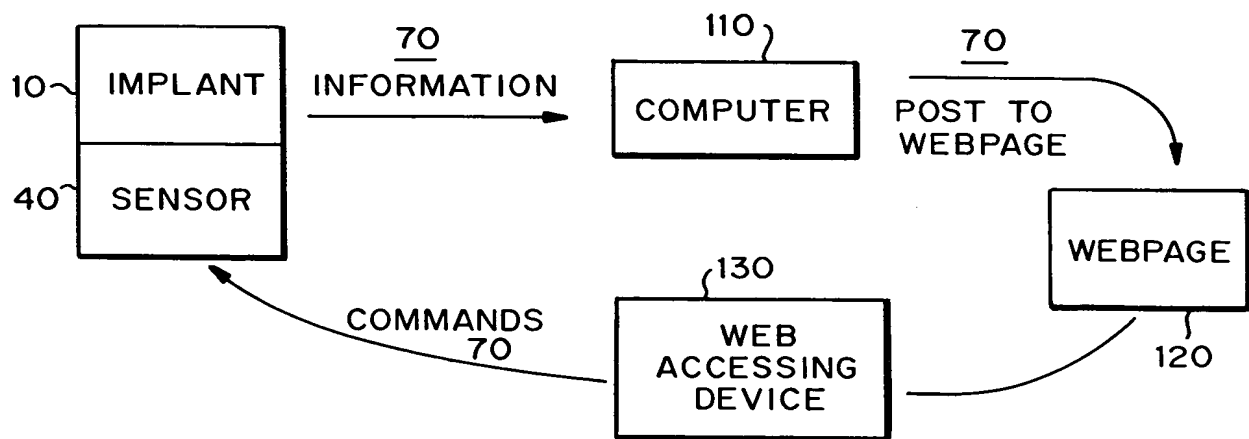 10
IMPLANT
40
SENSOR
70
INFORMATION
110
COMPUTER
70
POST TO
WEBPAGE
WEBPAGE
120
130
WEB
ACCESSING
DEVICE
COMMANDS
70